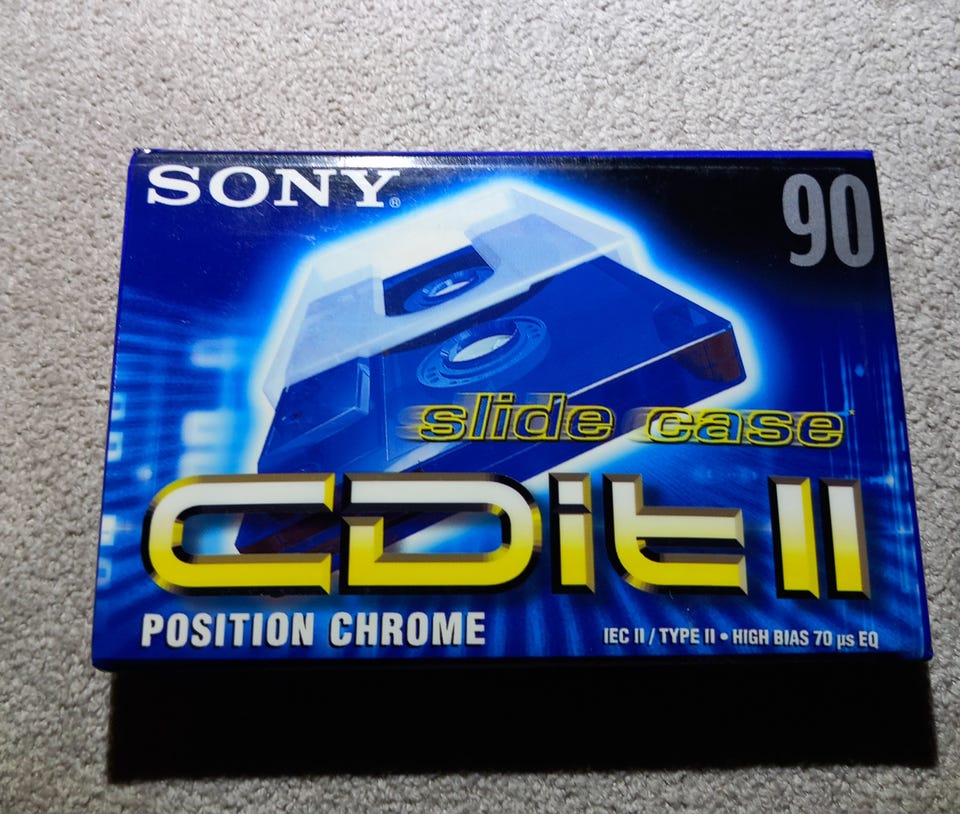 SONY®
90
slide case*
CDit II
POSITION CHROME
IEC II / TYPE II • HIGH BIAS 70 µs EQ